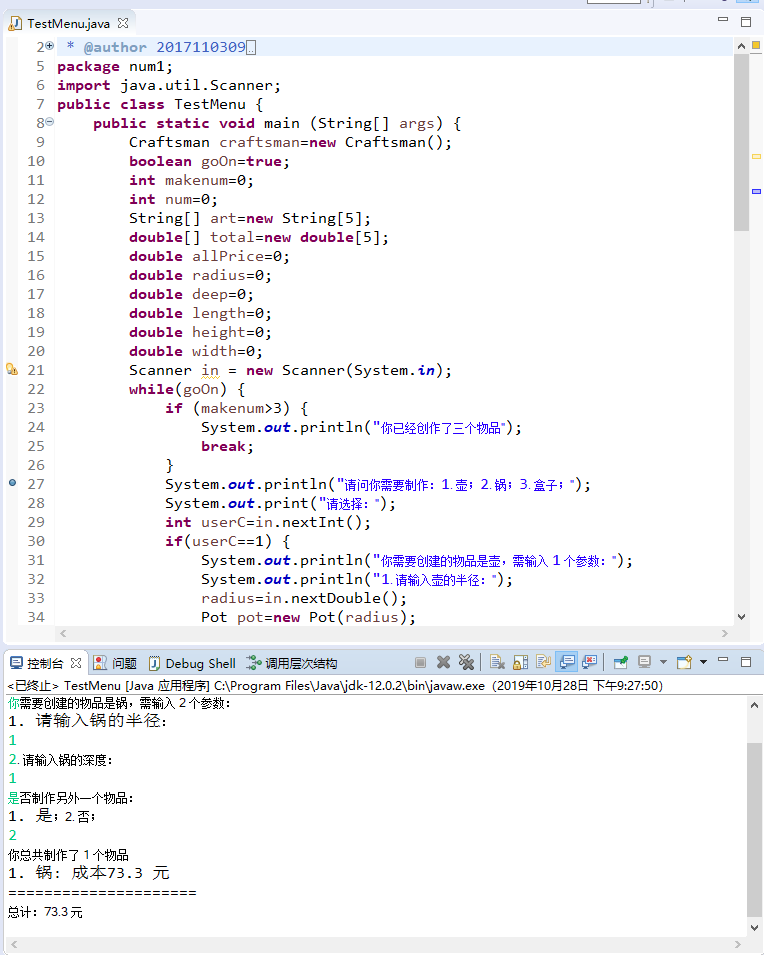 TestMenu.java
2 * @author 2017110309
5 package num1;
6 import java.util.Scanner;
7 public class TestMenu {
8 public static void main (String[] args) {
9 Craftsman craftsman=new Craftsman();
10 boolean goOn=true;
11 int makenum=0;
12 int num=0;
13 String[] art=new String[5];
14 double[] total=new double[5];
15 double allPrice=0;
16 double radius=0;
17 double deep=0;
18 double length=0;
19 double height=0;
20 double width=0;
21 Scanner in = new Scanner(System.in);
22 while(goOn) {
23 if (makenum>3) {
24 System.out.println("你已经创作了三个物品");
25 break;
26 }
27 System.out.println("请问你需要制作：1.壶；2.锅；3.盒子；");
28 System.out.print("请选择：");
29 int userC=in.nextInt();
30 if(userC==1) {
31 System.out.println("你需要创建的物品是壶，需输入 1 个参数：");
32 System.out.println("1.请输入壶的半径：");
33 radius=in.nextDouble();
34 Pot pot=new Pot(radius);
控制台 问题 Debug Shell 调用层次结构
<已终止> TestMenu [Java 应用程序] C:\Program Files\Java\jdk-12.0.2\bin\javaw.exe（2019年10月28日 下午9:27:50）
你需要创建的物品是锅，需输入 2 个参数：
1. 请输入锅的半径：
1
2. 请输入锅的深度：
1
是否制作另外一个物品：
1. 是；2. 否；
2
你总共制作了 1 个物品
1. 锅: 成本73.3 元
=====================
总计：73.3 元